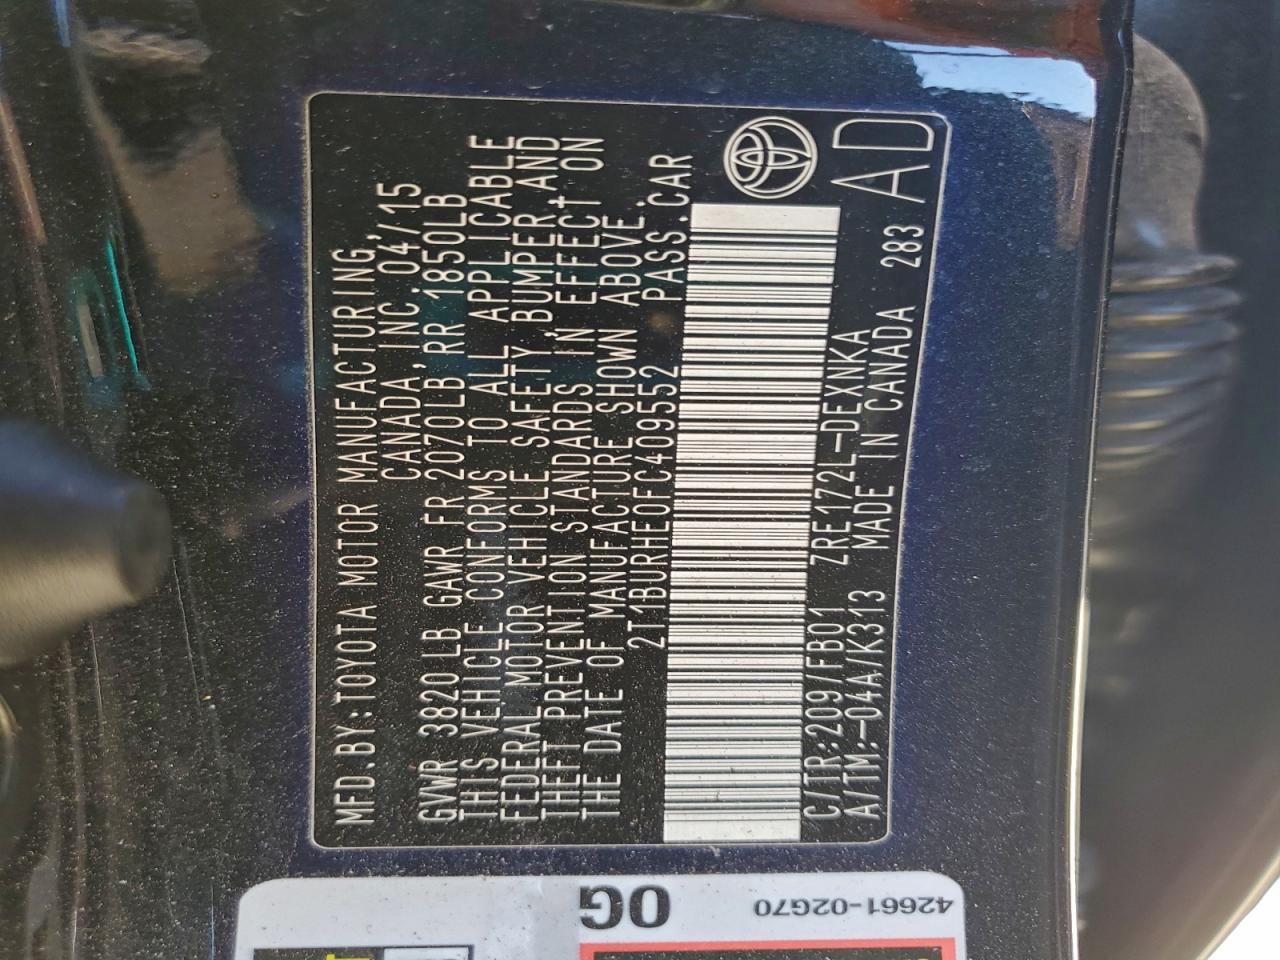 MFD.BY:TOYOTA MOTOR MANUFACTURING,
CANADA, INC. 04/15
GVWR 3820 LB GAWR FR 2070LB, RR 1850LB
THIS VEHICLE CONFORMS TO ALL APPLICABLE
FEDERAL MOTOR VEHICLE SAFETY, BUMPER, AND
THEFT PREVENTION STANDARDS IN EFFECT ON
THE DATE OF MANUFACTURE SHOWN ABOVE.
2T1BURHE0FC409552 PASS.CAR
C/TR:209/FB01 ZRE172L-DEXNKA
A/TM:-04A/K313 MADE IN CANADA 283
AD
0G
42661-02G70